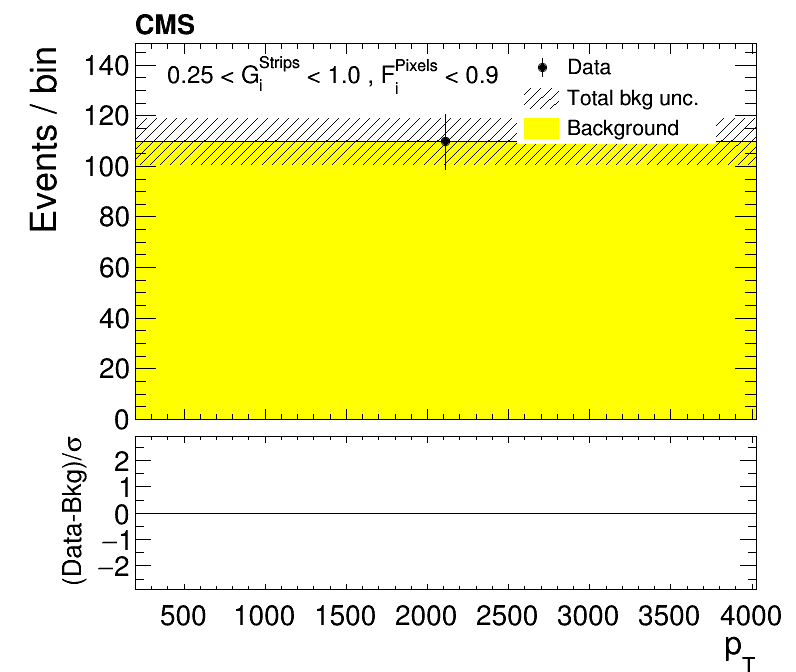 CMS
0.25 < G_i^Strips < 1.0 , F_i^Pixels < 0.9
Data
Total bkg unc.
Background
Events / bin
140
120
100
80
60
40
20
0
(Data-Bkg)/σ
2
1
0
−1
−2
500 1000 1500 2000 2500 3000 3500 4000
p_T